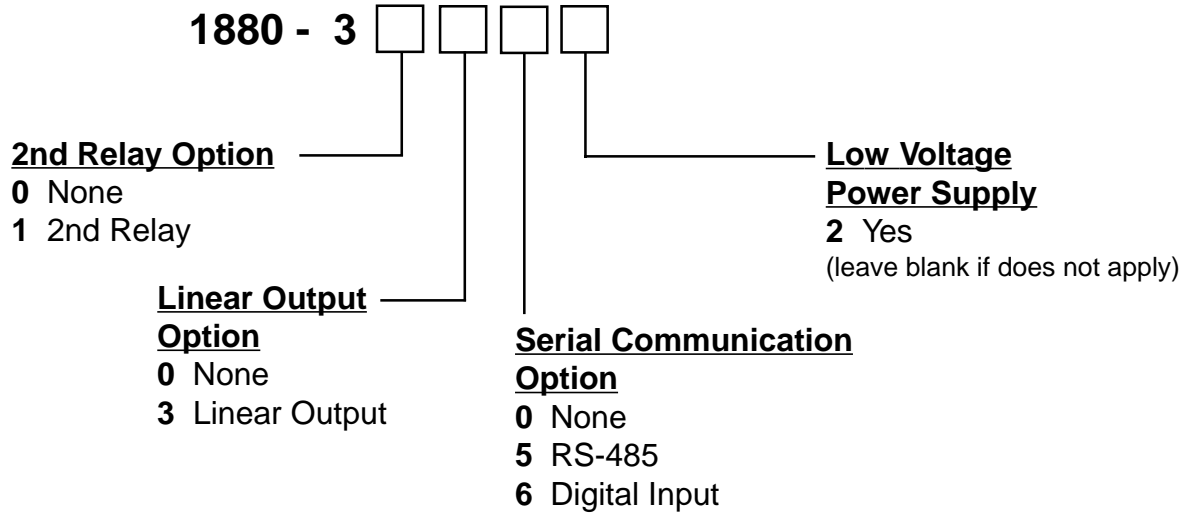 1880 - 3
2nd Relay Option
0 None
1 2nd Relay
Linear Output
Option
0 None
3 Linear Output
Serial Communication
Option
0 None
5 RS-485
6 Digital Input
Low Voltage
Power Supply
2 Yes
(leave blank if does not apply)